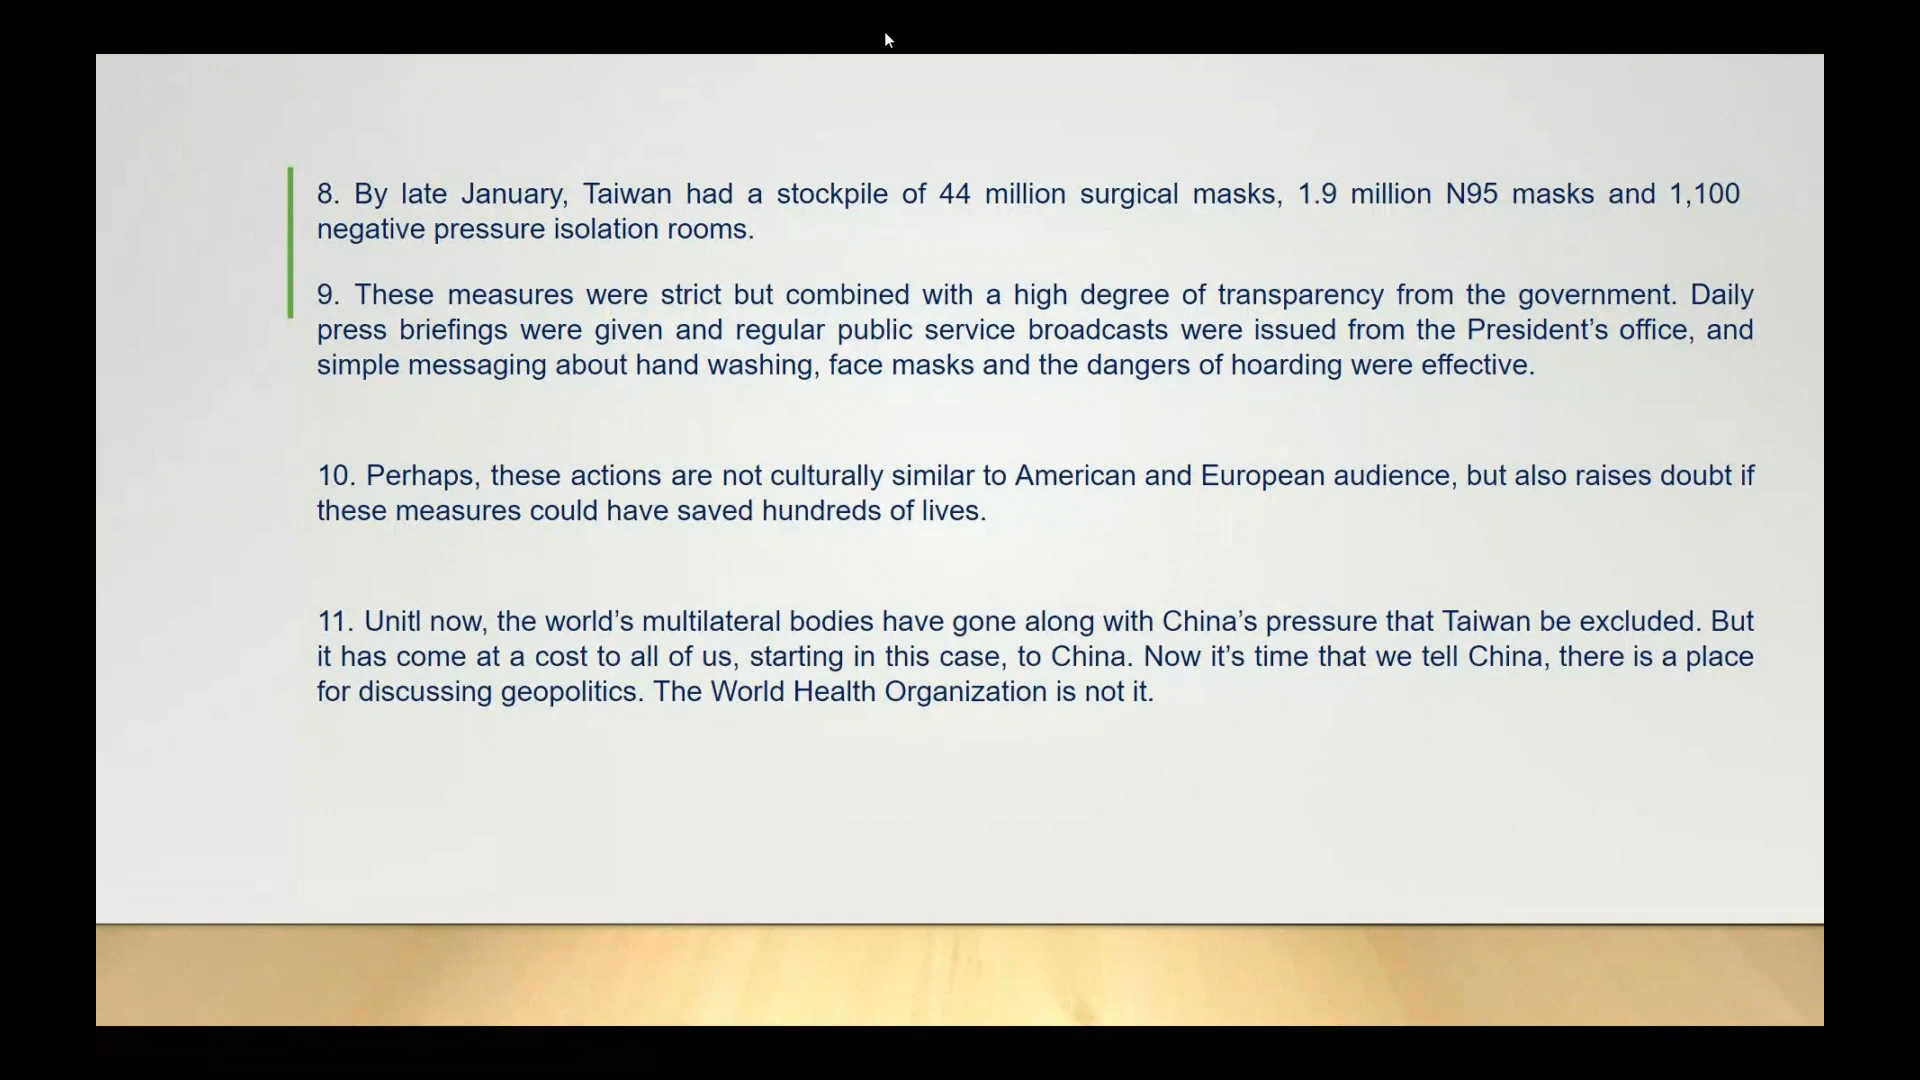 8. By late January, Taiwan had a stockpile of 44 million surgical masks, 1.9 million N95 masks and 1,100
negative pressure isolation rooms.
9. These measures were strict but combined with a high degree of transparency from the government. Daily
press briefings were given and regular public service broadcasts were issued from the President’s office, and
simple messaging about hand washing, face masks and the dangers of hoarding were effective.
10. Perhaps, these actions are not culturally similar to American and European audience, but also raises doubt if
these measures could have saved hundreds of lives.
11. Unitl now, the world’s multilateral bodies have gone along with China’s pressure that Taiwan be excluded. But
it has come at a cost to all of us, starting in this case, to China. Now it’s time that we tell China, there is a place
for discussing geopolitics. The World Health Organization is not it.